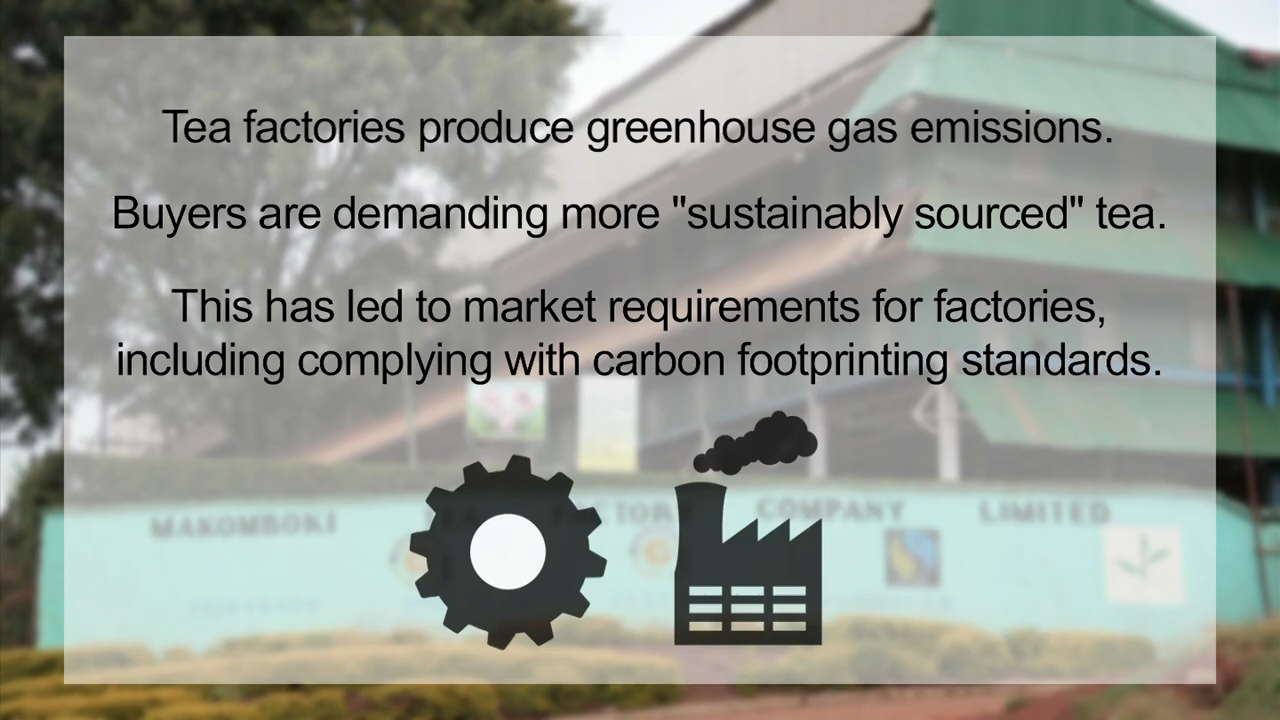 Tea factories produce greenhouse gas emissions.
Buyers are demanding more "sustainably sourced" tea.
This has led to market requirements for factories,
including complying with carbon footprinting standards.
MAKOMBOKI FACTORY COMPANY LIMITED